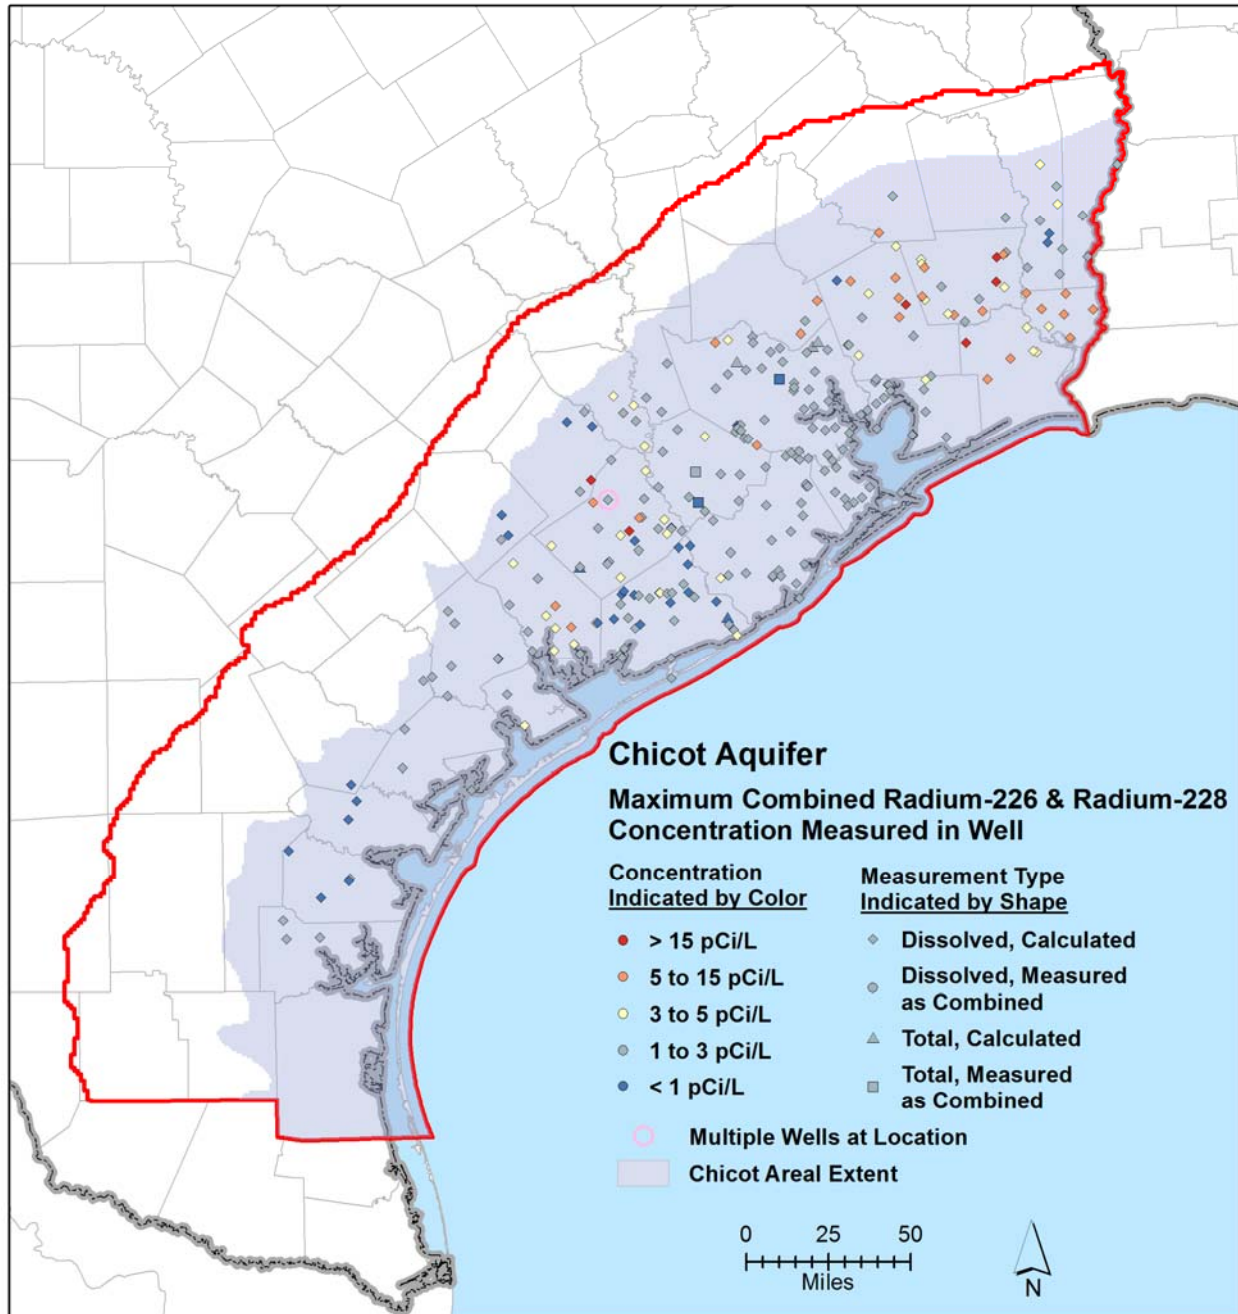 Chicot Aquifer
Maximum Combined Radium-226 & Radium-228
Concentration Measured in Well
Concentration
Indicated by Color
> 15 pCi/L
5 to 15 pCi/L
3 to 5 pCi/L
1 to 3 pCi/L
< 1 pCi/L
Measurement Type
Indicated by Shape
Dissolved, Calculated
Dissolved, Measured
as Combined
Total, Calculated
Total, Measured
as Combined
Multiple Wells at Location
Chicot Areal Extent
0 25 50
Miles
N